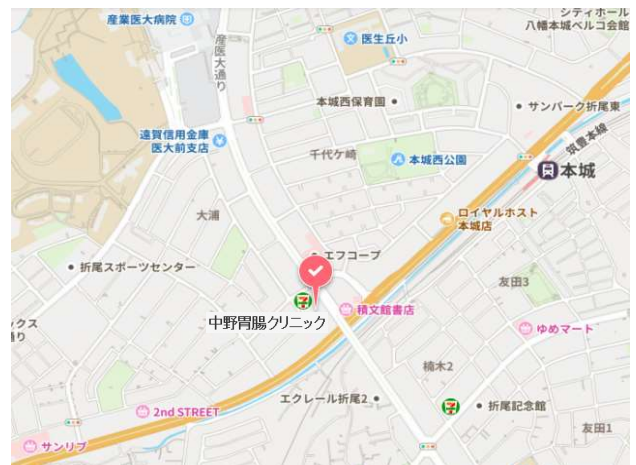 シティホール
八幡本城ベルコ会館
産業医大病院
産医大通り
医生丘小
本城西保育園
サンパーク折尾東
筑豊本線
遠賀信用金庫
医大前支店
千代ケ崎
本城西公園
本城
大浦
ロイヤルホスト
本城店
エフコープ
折尾スポーツセンター
友田3
積文館書店
中野胃腸クリニック
ックス
通り
ゆめマート
楠木2
2nd STREET
エクレール折尾2
折尾記念館
友田1
サンリブ